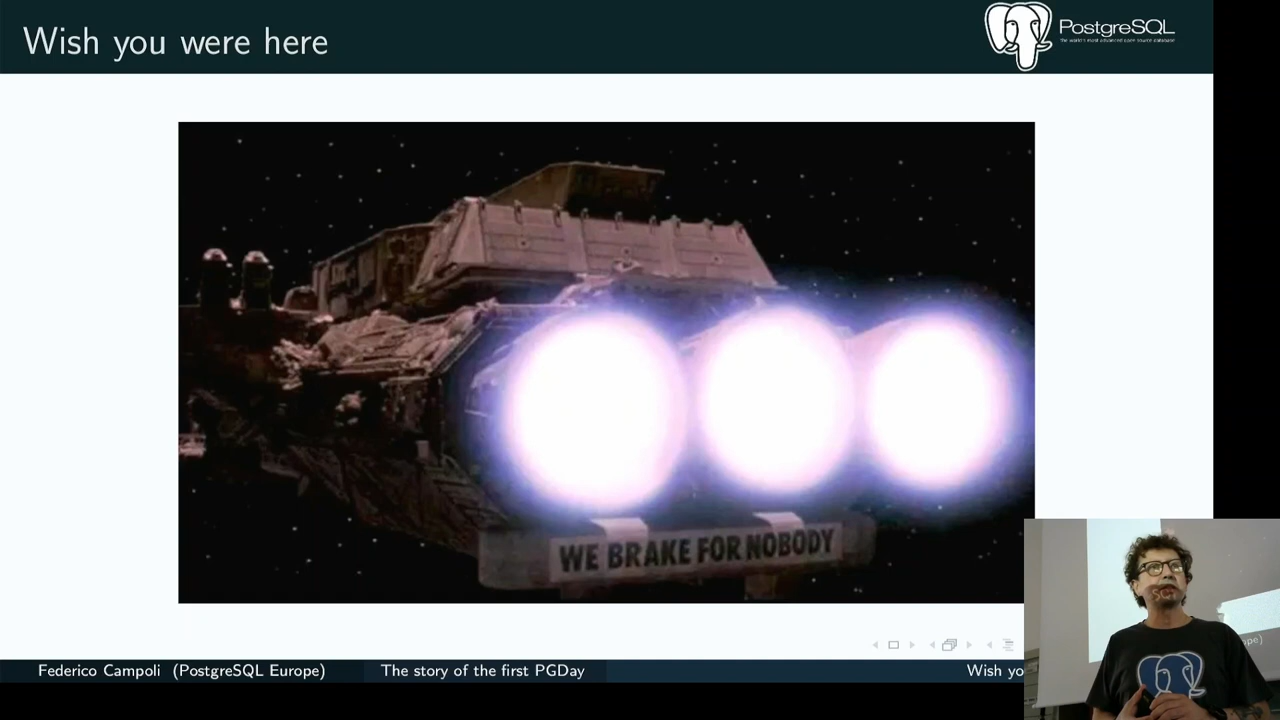 Wish you were here
PostgreSQL
the world's most advanced open source database
WE BRAKE FOR NOBODY
Federico Campoli (PostgreSQL Europe)
The story of the first PGDay
Wish yo
ope)